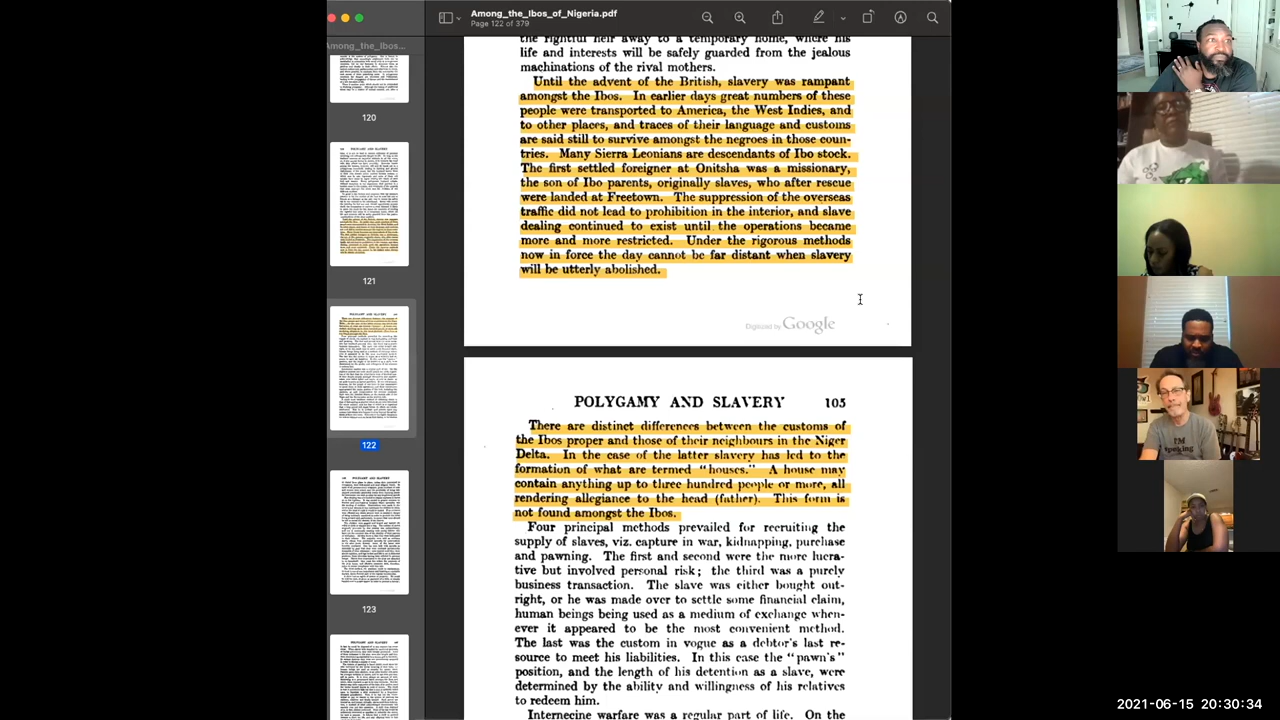 Among_the_Ibos_of_Nigeria.pdf
Page 122 of 379
Among_the_Ibos...
120
121
122
123
the rightful heir away to a temporary home, where his
life and interests will be safely guarded from the jealous
machinations of the rival mothers.
Until the advent of the British, slavery was rampant
amongst the Ibos. In earlier days great numbers of these
people were transported to America, the West Indies, and
to other places, and traces of their language and customs
are said still to survive amongst the negroes in those coun-
tries. Many Sierra Leonians are descendants of Ibo stock.
The first settled foreigner at Onitsha was a missionary,
the son of Ibo parents, originally slaves, who after rescue
were landed at Freetown. The suppression of the overseas
traffic did not lead to prohibition in the interior, and slave
dealing continued to exist until the operations became
more and more restricted. Under the rigorous methods
now in force the day cannot be far distant when slavery
will be utterly abolished.
Digitized by Google
POLYGAMY AND SLAVERY 105
There are distinct differences between the customs of
the Ibos proper and those of their neighbours in the Niger
Delta. In the case of the latter slavery has led to the
formation of what are termed "houses." A house may
contain anything up to three hundred people or more, all
rendering allegiance to the head (father). This form is
not found amongst the Ibos.
Four principal methods prevailed for recruiting the
supply of slaves, viz. capture in war, kidnapping, purchase
and pawning. The first and second were the more lucra-
tive but involved personal risk; the third was a purely
business transaction. The slave was either bought out-
right, or he was made over to settle some financial claim,
human beings being used as a medium of exchange when-
ever it appeared to be the most convenient method.
The last was the custom in vogue as a debtor's last re-
source to meet his liabilities. In this case the "pawn's"
position, and the length of his detention as a slave were
determined by the ability and willingness of his relatives
to redeem him.
Internecine warfare was a regular part of life. On the
I'M
speaking
2021-06-15 20:30:34